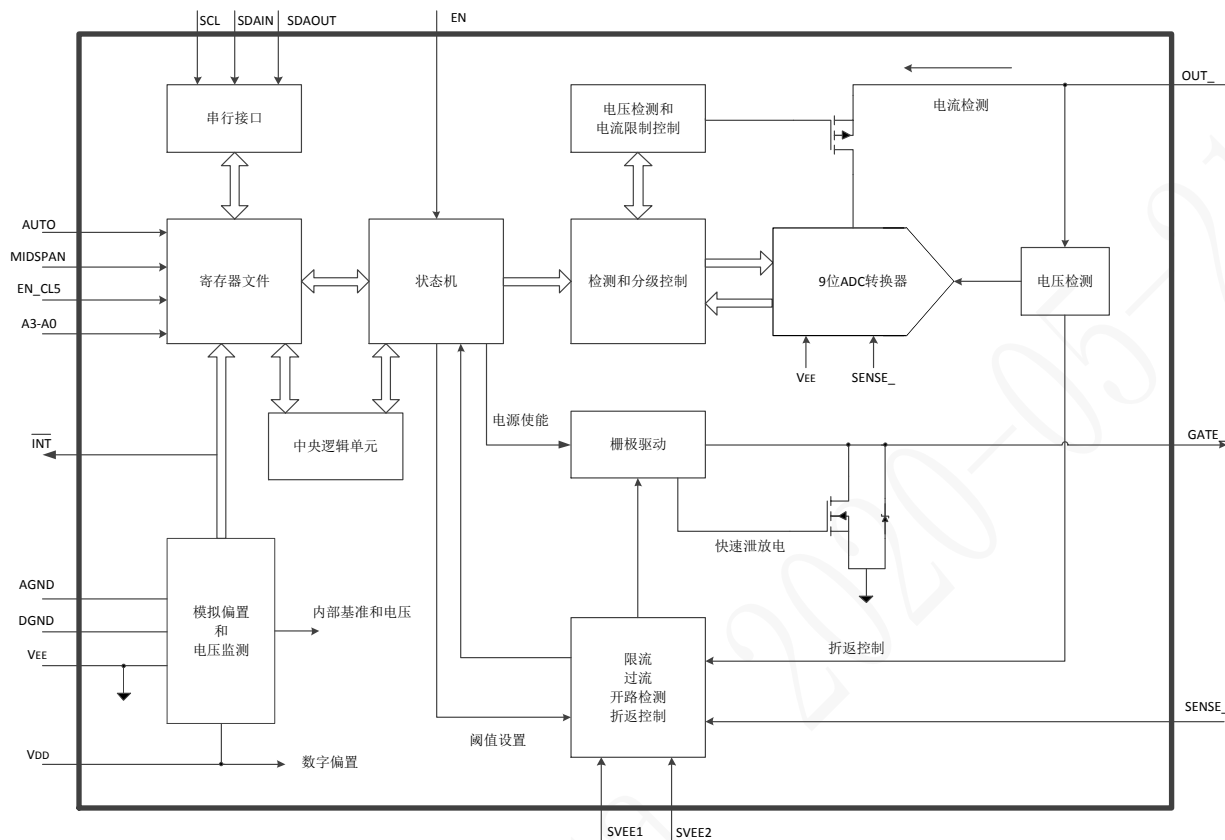 SCL SDAIN SDAOUT EN
OUT_
串行接口
电压检测和
电流限制控制
电流检测
AUTO
MIDSPAN
EN_CL5
A3-A0
寄存器文件
状态机
检测和分级控制
9位ADC转换器
电压检测
VEE SENSE_
INT
中央逻辑单元
电源使能
栅极驱动
GATE_
快速泄放电
AGND
DGND
VEE
VDD
模拟偏置
和
电压监测
内部基准和电压
数字偏置
阈值设置
限流
过流
开路检测
折返控制
折返控制
SENSE_
SVEE1 SVEE2